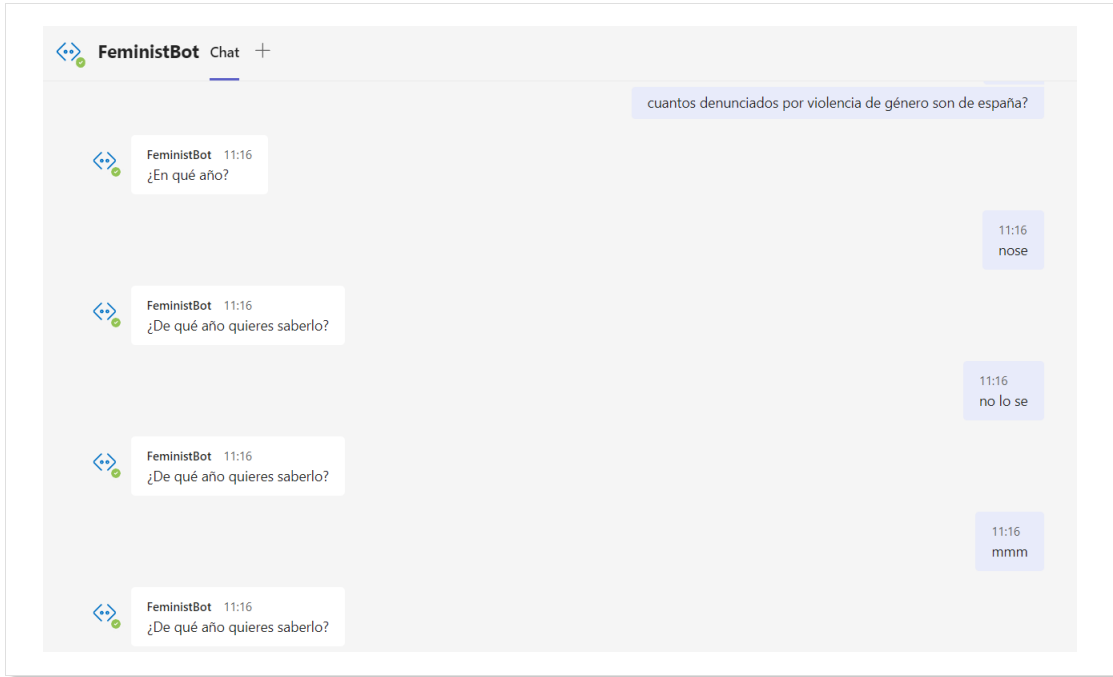 FeministBot Chat +
cuantos denunciados por violencia de género son de españa?
FeministBot 11:16
¿En qué año?
11:16
nose
FeministBot 11:16
¿De qué año quieres saberlo?
11:16
no lo se
FeministBot 11:16
¿De qué año quieres saberlo?
11:16
mmm
FeministBot 11:16
¿De qué año quieres saberlo?